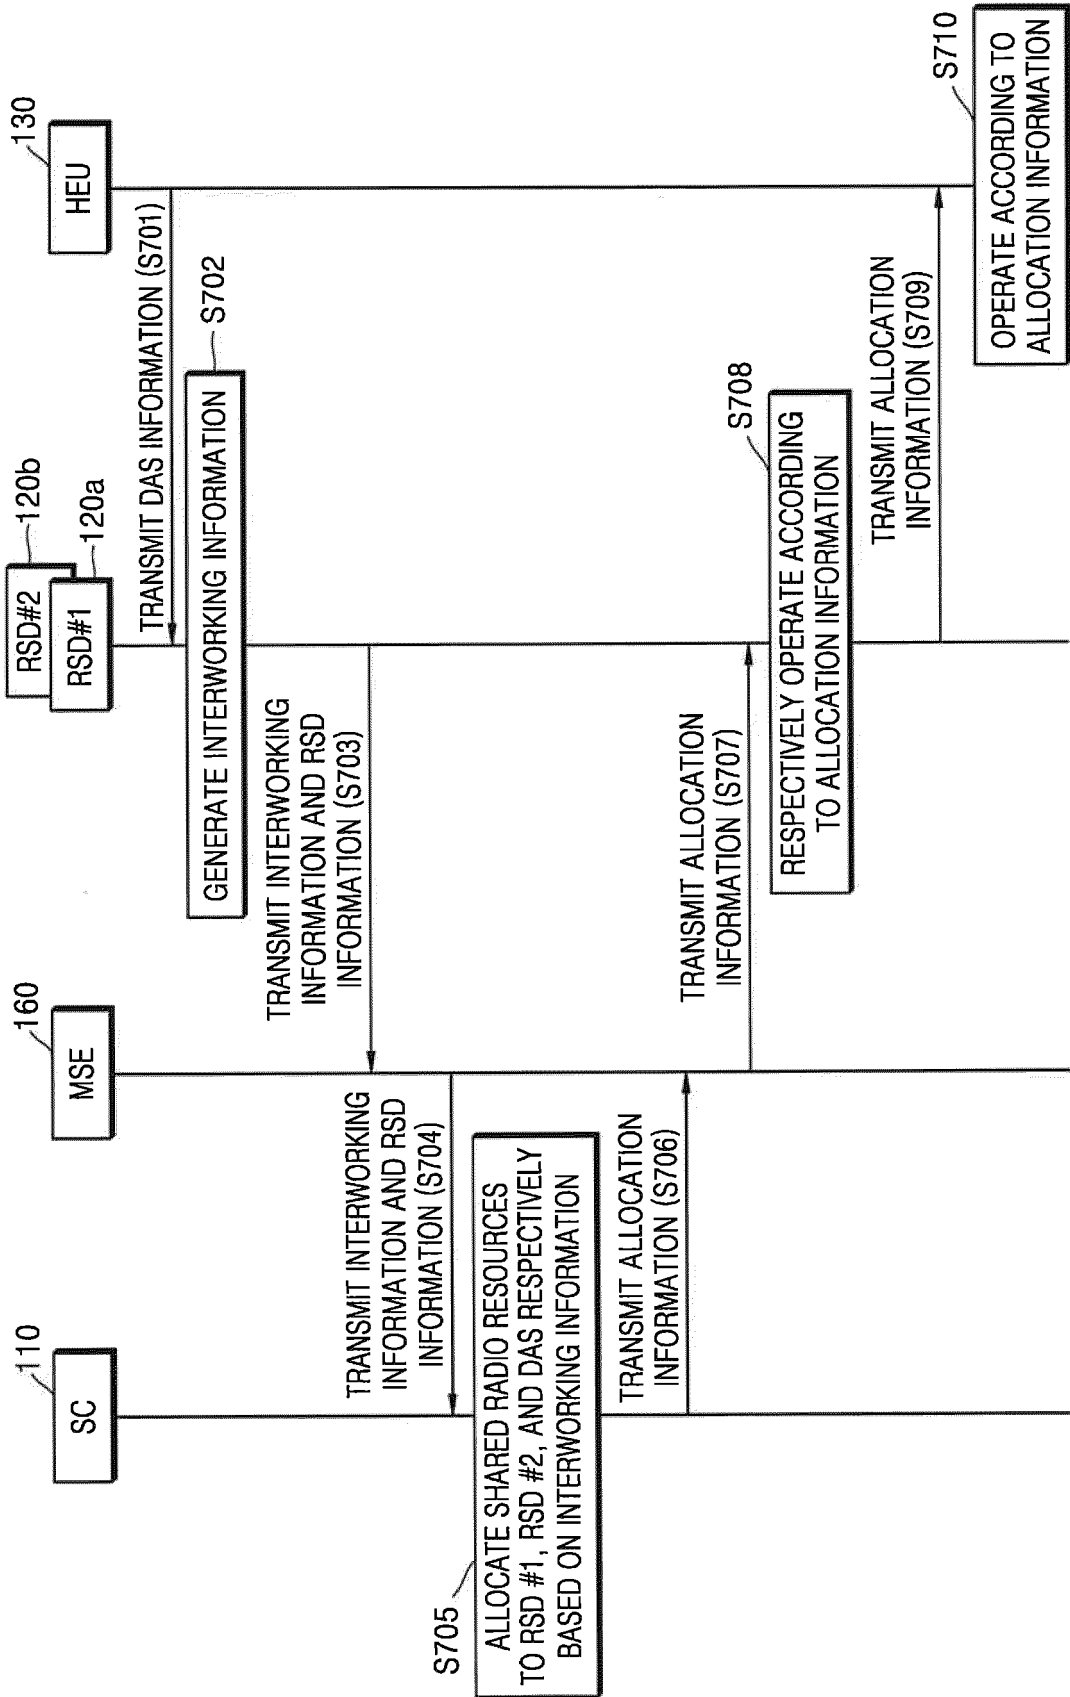 SC
110
MSE
160
RSD#2
120b
RSD#1
120a
HEU
130
TRANSMIT DAS INFORMATION (S701)
GENERATE INTERWORKING INFORMATION
S702
TRANSMIT INTERWORKING
INFORMATION AND RSD
INFORMATION (S703)
TRANSMIT INTERWORKING
INFORMATION AND RSD
INFORMATION (S704)
S705
ALLOCATE SHARED RADIO RESOURCES
TO RSD #1, RSD #2, AND DAS RESPECTIVELY
BASED ON INTERWORKING INFORMATION
TRANSMIT ALLOCATION
INFORMATION (S706)
TRANSMIT ALLOCATION
INFORMATION (S707)
S708
RESPECTIVELY OPERATE ACCORDING
TO ALLOCATION INFORMATION
TRANSMIT ALLOCATION
INFORMATION (S709)
S710
OPERATE ACCORDING TO
ALLOCATION INFORMATION